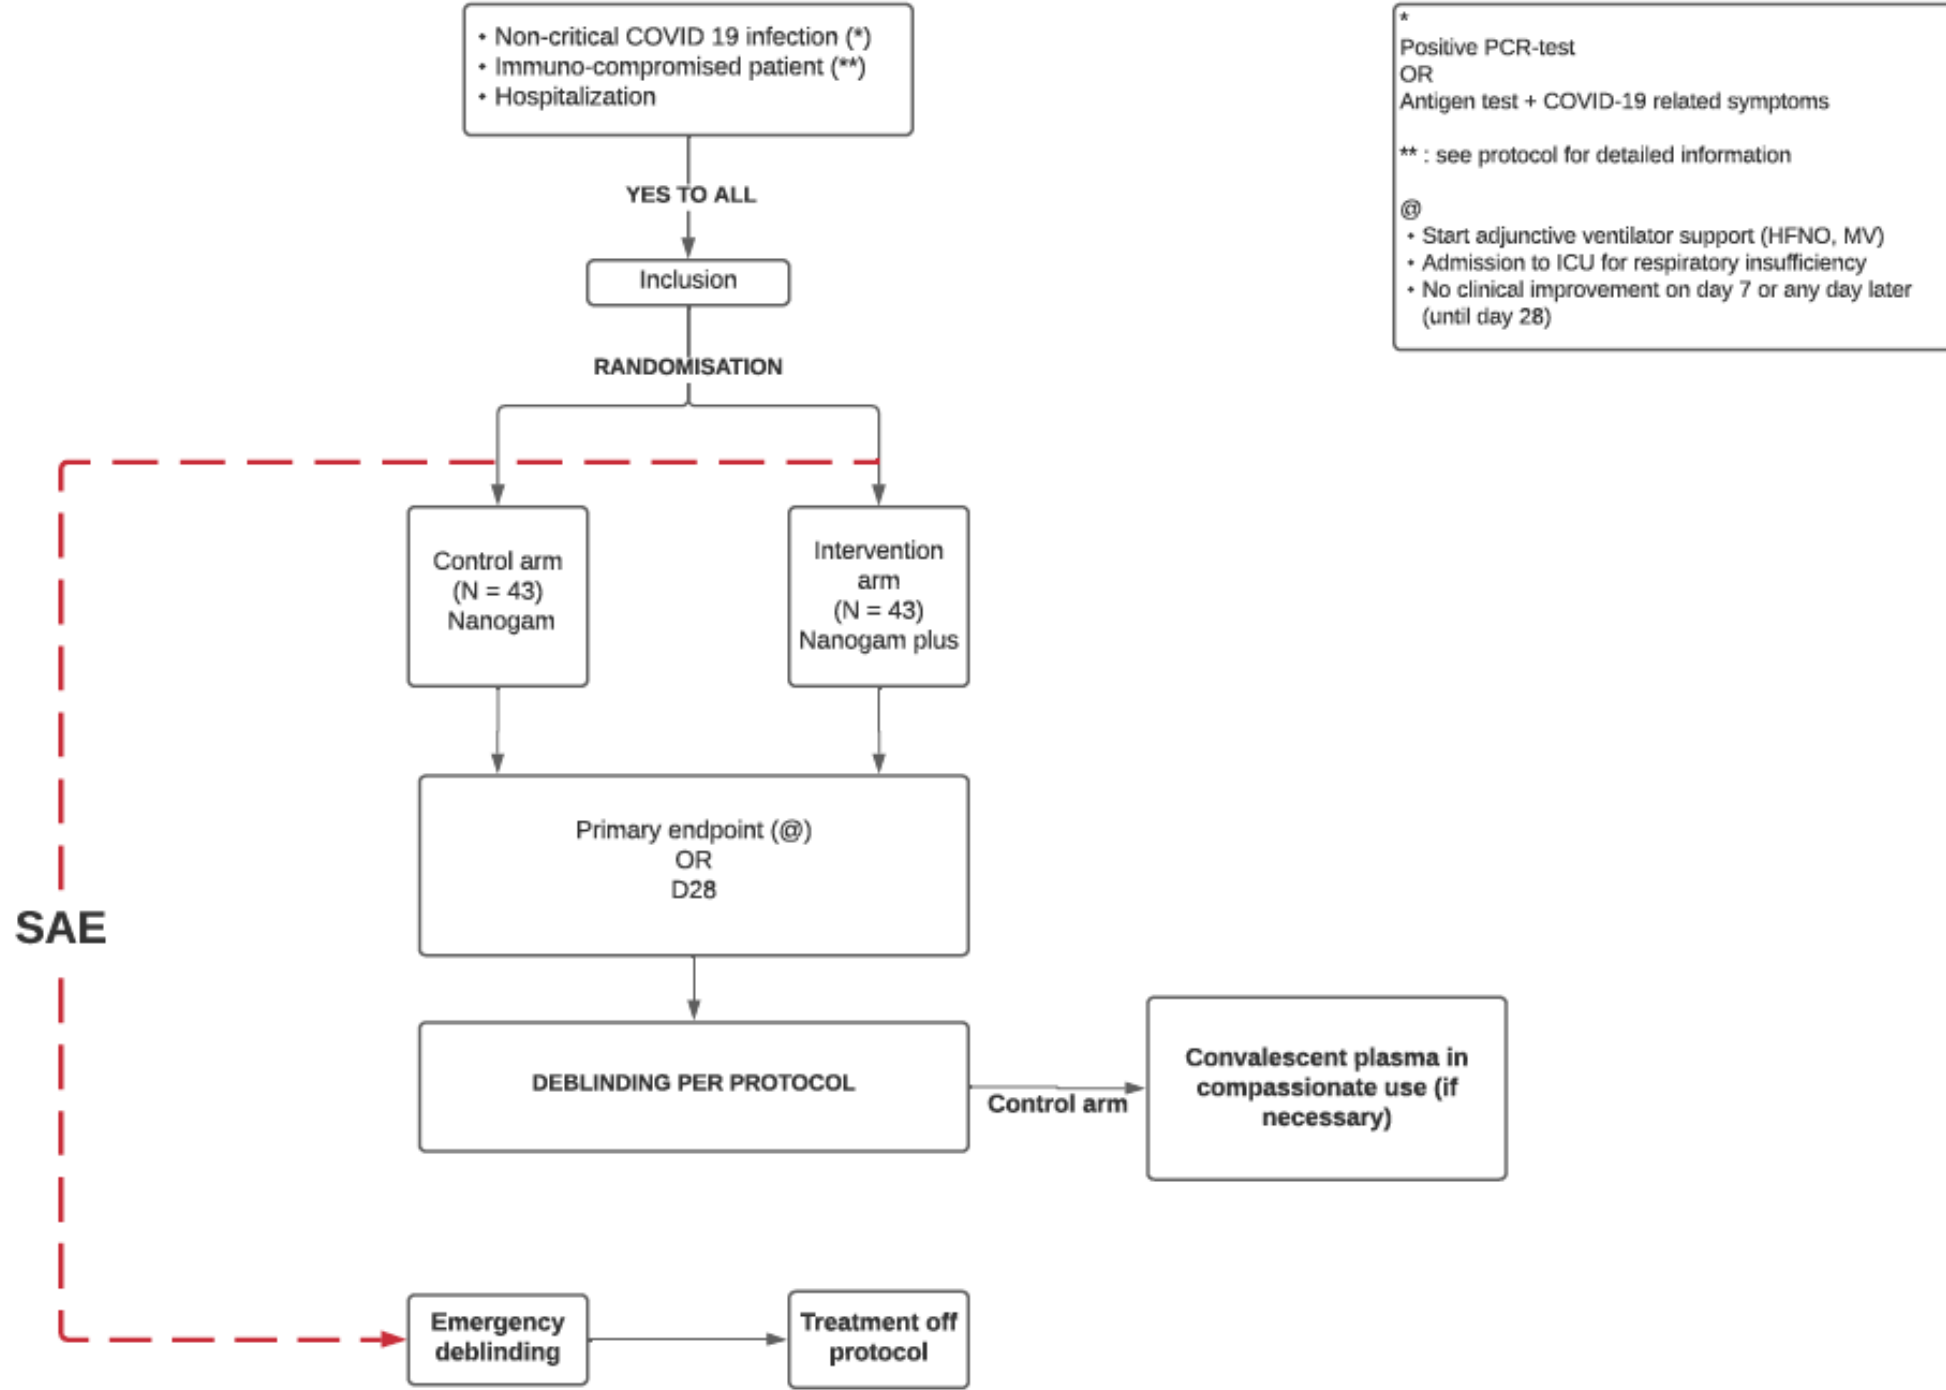 • Non-critical COVID 19 infection (*)
• Immuno-compromised patient (**)
• Hospitalization
*
Positive PCR-test
OR
Antigen test + COVID-19 related symptoms
** : see protocol for detailed information
@
• Start adjunctive ventilator support (HFNO, MV)
• Admission to ICU for respiratory insufficiency
• No clinical improvement on day 7 or any day later
(until day 28)
YES TO ALL
Inclusion
RANDOMISATION
Control arm
(N = 43)
Nanogam
Intervention
arm
(N = 43)
Nanogam plus
Primary endpoint (@)
OR
D28
SAE
DEBLINDING PER PROTOCOL
Control arm
Convalescent plasma in
compassionate use (if
necessary)
Emergency
deblinding
Treatment off
protocol